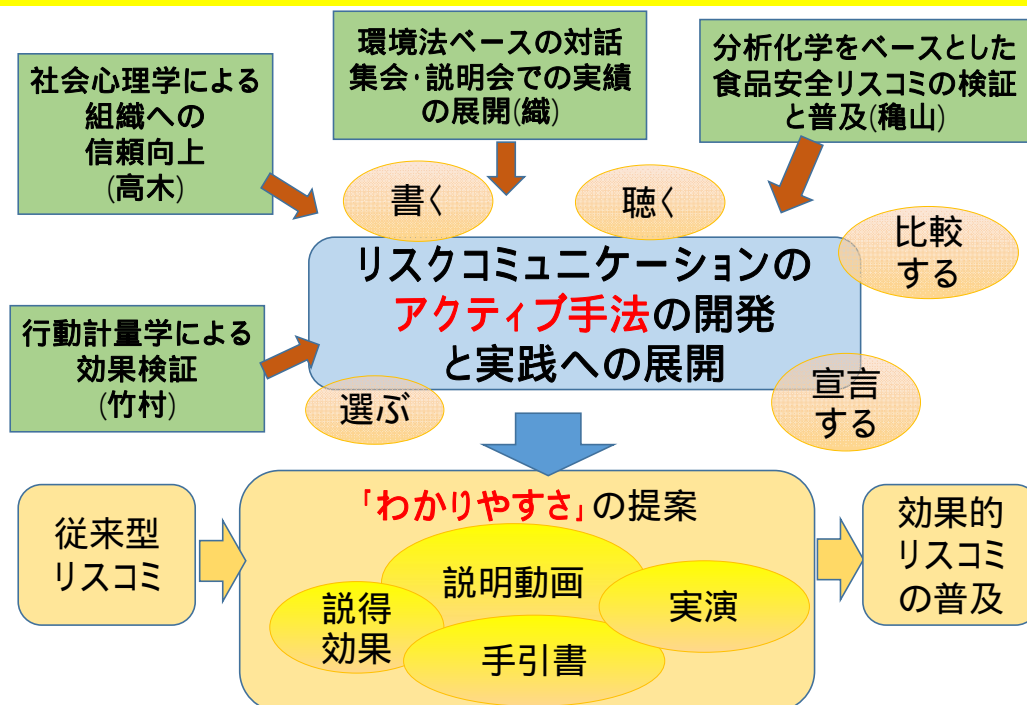 社会心理学による
組織への
信頼向上
(高木)
環境法ベースの対話
集会・説明会での実績
の展開(織)
分析化学をベースとした
食品安全リスコミの検証
と普及(穐山)
書く
聴く
比較
する
リスクコミュニケーションの
アクティブ手法の開発
と実践への展開
行動計量学による
効果検証
(竹村)
選ぶ
宣言
する
従来型
リスコミ
「わかりやすさ」の提案
説明動画
説得
効果
手引書
実演
効果的
リスコミ
の普及